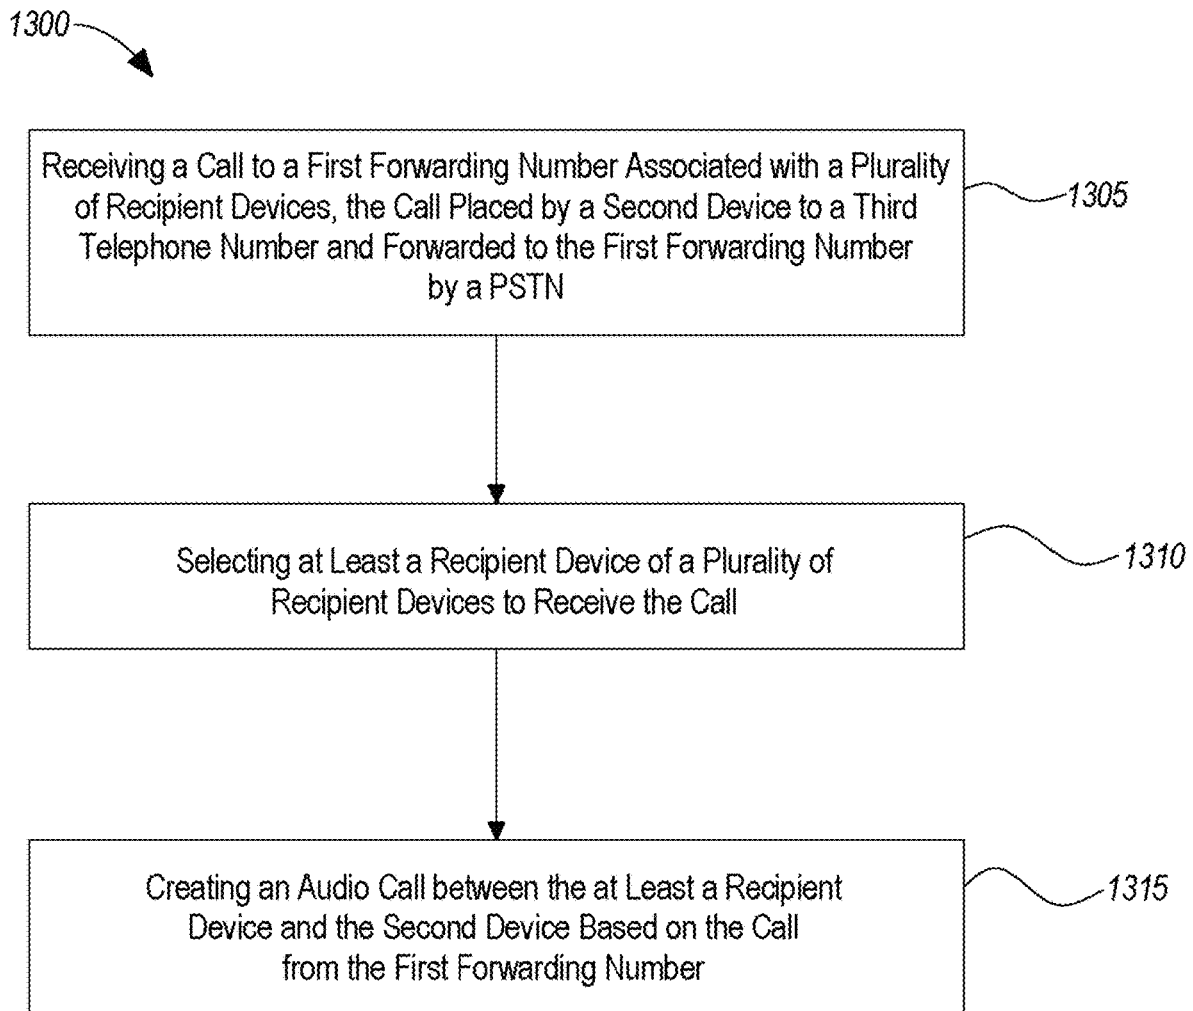 1300
Receiving a Call to a First Forwarding Number Associated with a Plurality
of Recipient Devices, the Call Placed by a Second Device to a Third
Telephone Number and Forwarded to the First Forwarding Number
by a PSTN
1305
Selecting at Least a Recipient Device of a Plurality of
Recipient Devices to Receive the Call
1310
Creating an Audio Call between the at Least a Recipient
Device and the Second Device Based on the Call
from the First Forwarding Number
1315